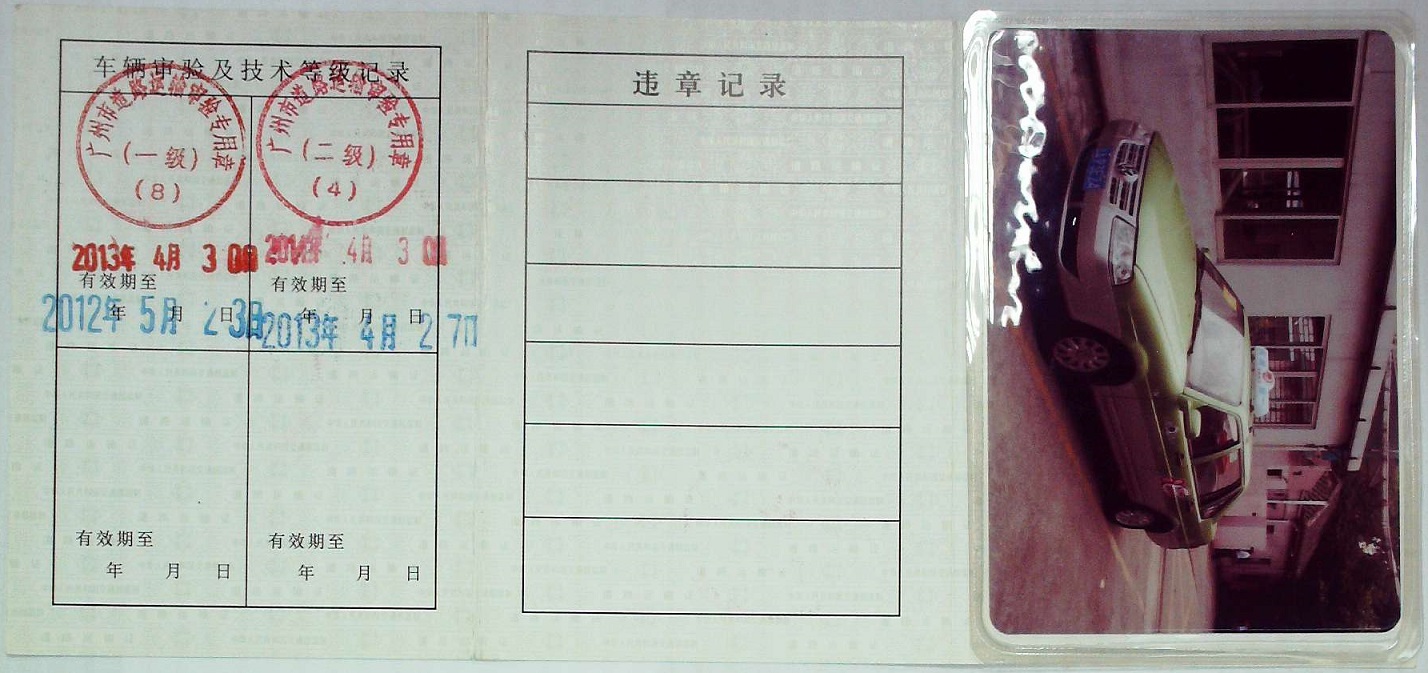 车辆审验及技术等级记录
广州市道路运输审验专用章
(一级)
(8)
广州市道路运输审验专用章
(二级)
(4)
2013年 4月 3 0日
4月 3 0日
有效期至
有效期至
年 月 日
年 月 日
2012年 5月 23日
2013年 4月 27日
有效期至
有效期至
年 月 日
年 月 日
违章记录